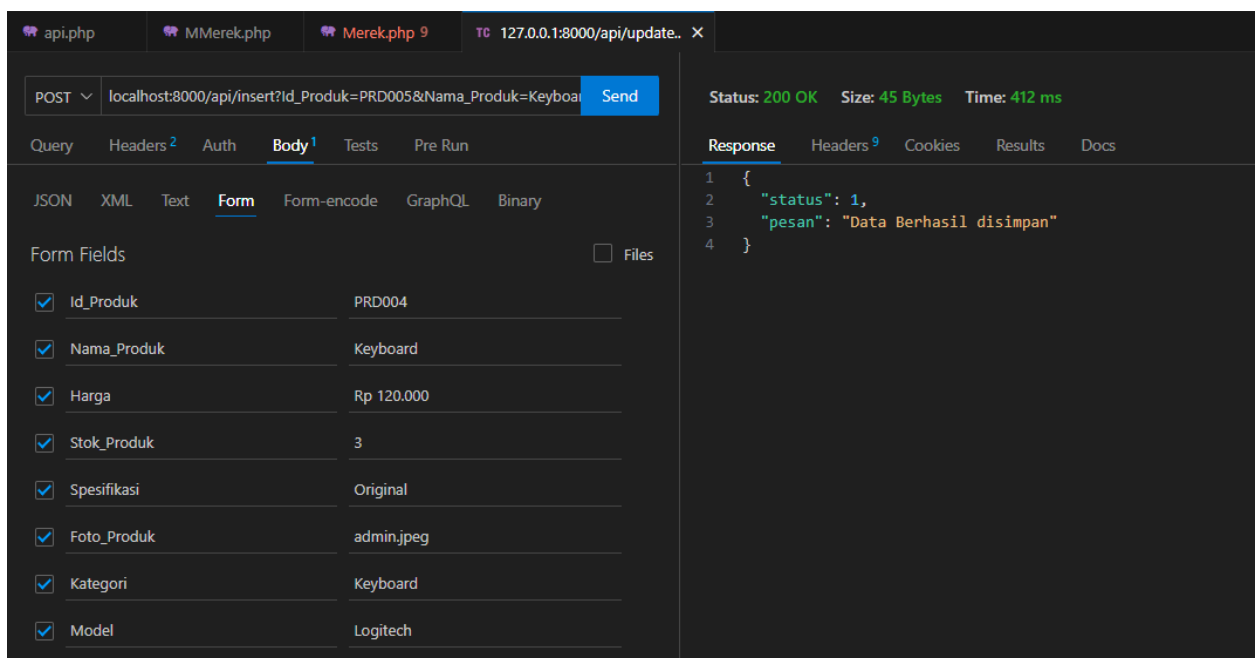 api.php MMerek.php Merek.php 9 TC 127.0.0.1:8000/api/update..
POST localhost:8000/api/insert?Id_Produk=PRD005&Nama_Produk=Keyboar Send
Query Headers 2 Auth Body 1 Tests Pre Run
JSON XML Text Form Form-encode GraphQL Binary
Form Fields Files
Id_Produk PRD004
Nama_Produk Keyboard
Harga Rp 120.000
Stok_Produk 3
Spesifikasi Original
Foto_Produk admin.jpeg
Kategori Keyboard
Model Logitech
Status: 200 OK Size: 45 Bytes Time: 412 ms
Response Headers 9 Cookies Results Docs
1 {
2 "status": 1,
3 "pesan": "Data Berhasil disimpan"
4 }